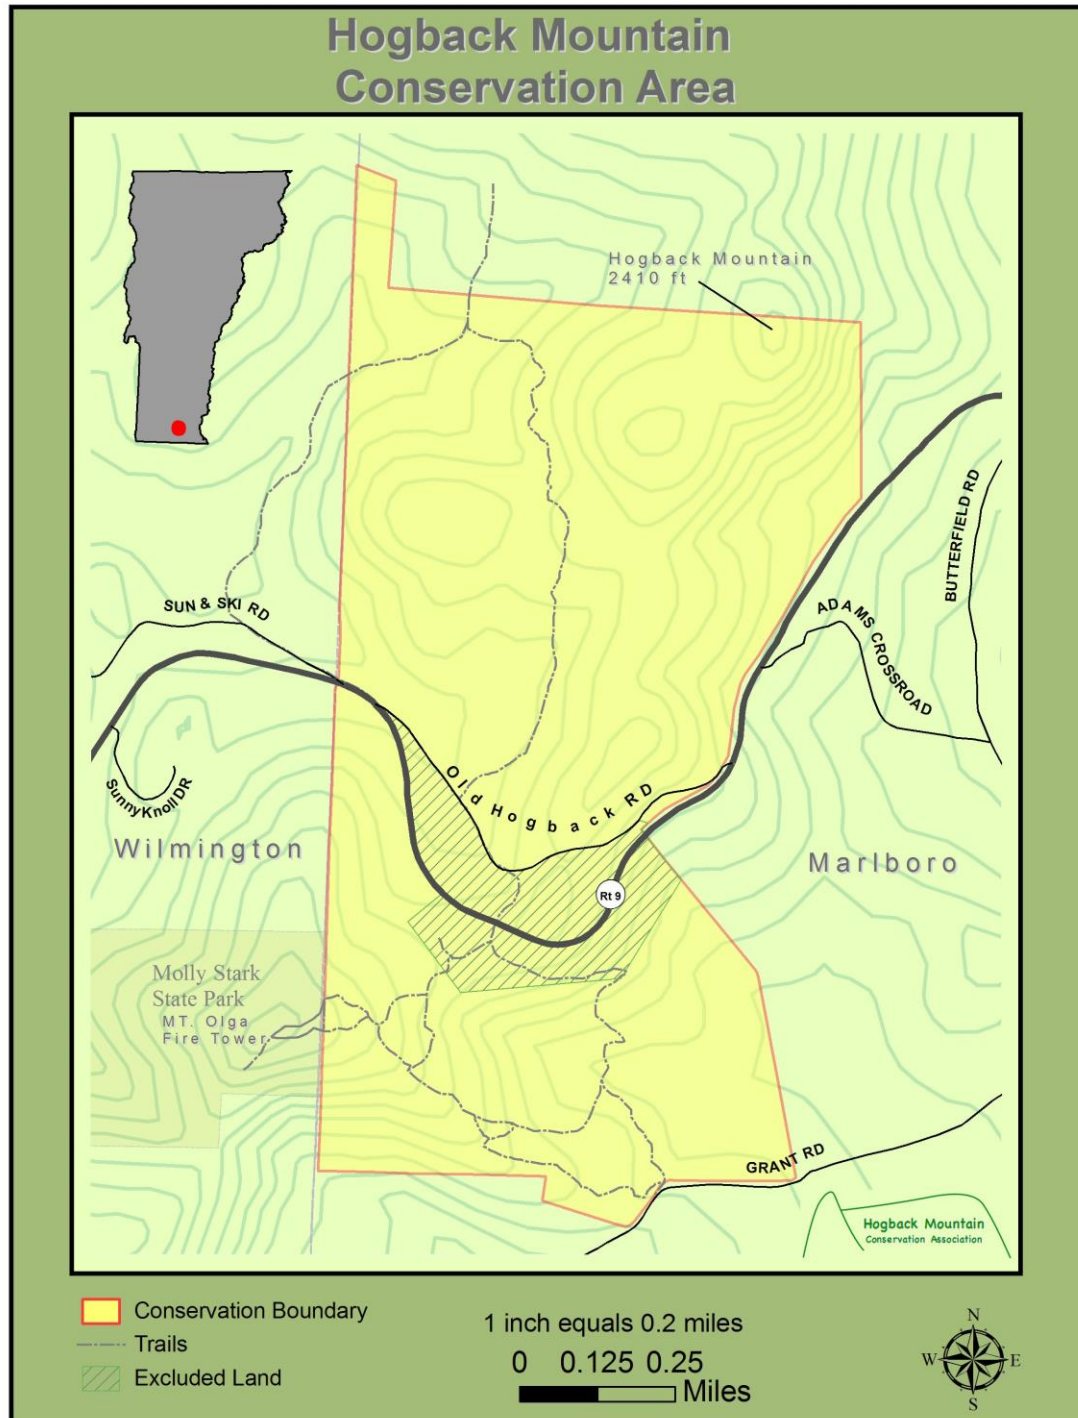 Hogback Mountain
Conservation Area
Hogback Mountain
2410 ft
BUTTERFIELD RD
SUN & SKI RD
ADAMS CROSSROAD
SunnyKnollDR
Old Hogback RD
Wilmington
Marlboro
Rt 9
Molly Stark
State Park
MT. Olga
Fire Tower
GRANT RD
Hogback Mountain
Conservation Association
Conservation Boundary
Trails
Excluded Land
1 inch equals 0.2 miles
0 0.125 0.25
Miles
N
W E
S